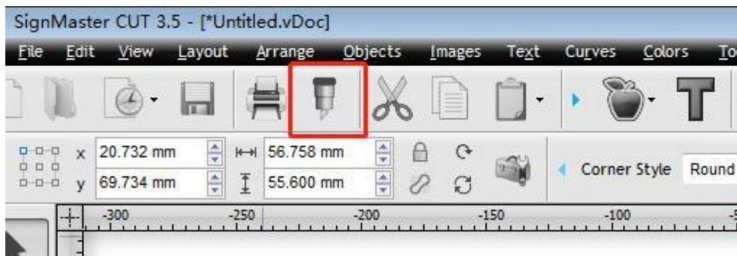 SignMaster CUT 3.5 - [*Untitled.vDoc]
File Edit View Layout Arrange Objects Images Text Curves Colors
x 20.732 mm 56.758 mm
Corner Style Round
y 69.734 mm 55.600 mm
-300 -250 -200 -150 -100